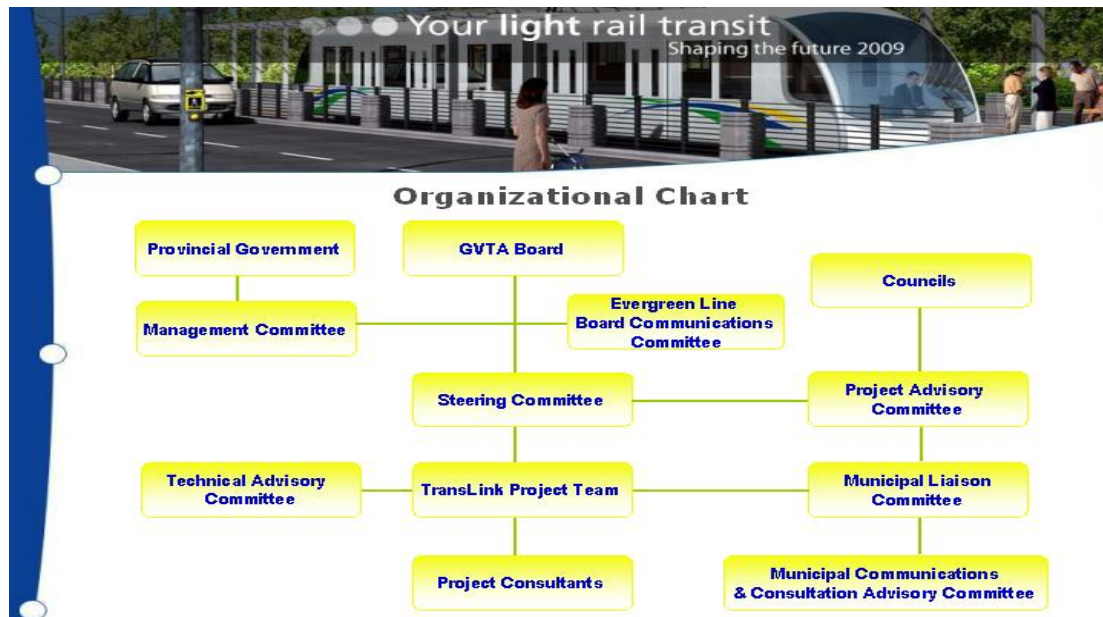 Your light rail transit
Shaping the future 2009
Organizational Chart
Provincial Government
GVTA Board
Councils
Management Committee
Evergreen Line
Board Communications
Committee
Steering Committee
Project Advisory
Committee
Technical Advisory
Committee
TransLink Project Team
Municipal Liaison
Committee
Project Consultants
Municipal Communications
& Consultation Advisory Committee